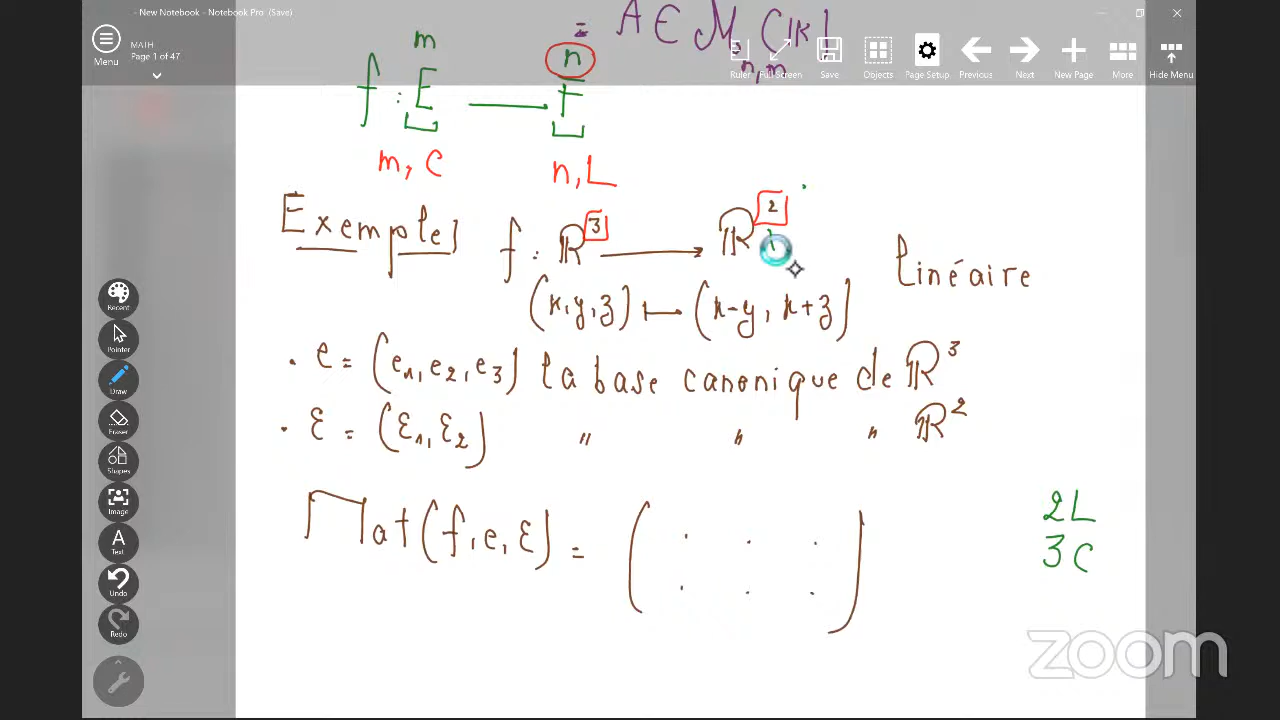 - New Notebook - Notebook Pro (Save)
Menu
MATH
Page 1 of 47
= A ∈ M n,m (IK)
Ruler Full Screen Save Objects Page Setup Previous Next New Page More Hide Menu
m n
f : E → F
m, C n, L
Exemple f : ℝ³ → ℝ² linéaire
(x, y, z) ↦ (x-y, x+z)
• e = (e1, e2, e3) la base canonique de ℝ³
• ε = (ε1, ε2) " " " ℝ²
Mat(f, e, ε) = ( . . .
. . . )
2L
3C
Recent
Pointer
Draw
Eraser
Shapes
Image
Text
Undo
Redo
zoom